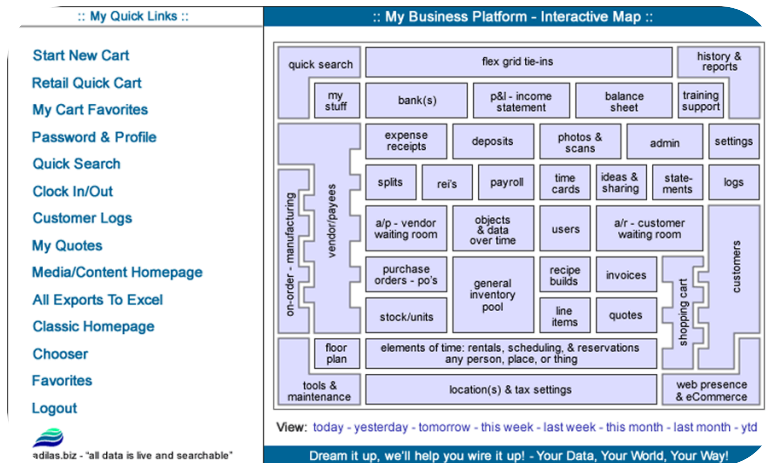 :: My Quick Links ::
Start New Cart
Retail Quick Cart
My Cart Favorites
Password & Profile
Quick Search
Clock In/Out
Customer Logs
My Quotes
Media/Content Homepage
All Exports To Excel
Classic Homepage
Chooser
Favorites
Logout
adilas.biz - "all data is live and searchable"
:: My Business Platform - Interactive Map ::
quick search
flex grid tie-ins
history &
reports
my
stuff
bank(s)
p&l - income
statement
balance
sheet
training
support
expense
receipts
deposits
photos &
scans
admin
settings
on-order - manufacturing
vendor/payees
splits
rei's
payroll
time
cards
ideas &
sharing
state-
ments
logs
a/p - vendor
waiting room
objects
& data
over time
users
a/r - customer
waiting room
customers
purchase
orders - po's
general
inventory
pool
recipe
builds
invoices
shopping cart
stock/units
line
items
quotes
floor
plan
elements of time: rentals, scheduling, & reservations
any person, place, or thing
tools &
maintenance
location(s) & tax settings
web presence
& eCommerce
View: today - yesterday - tomorrow - this week - last week - this month - last month - ytd
Dream it up, we'll help you wire it up! - Your Data, Your World, Your Way!